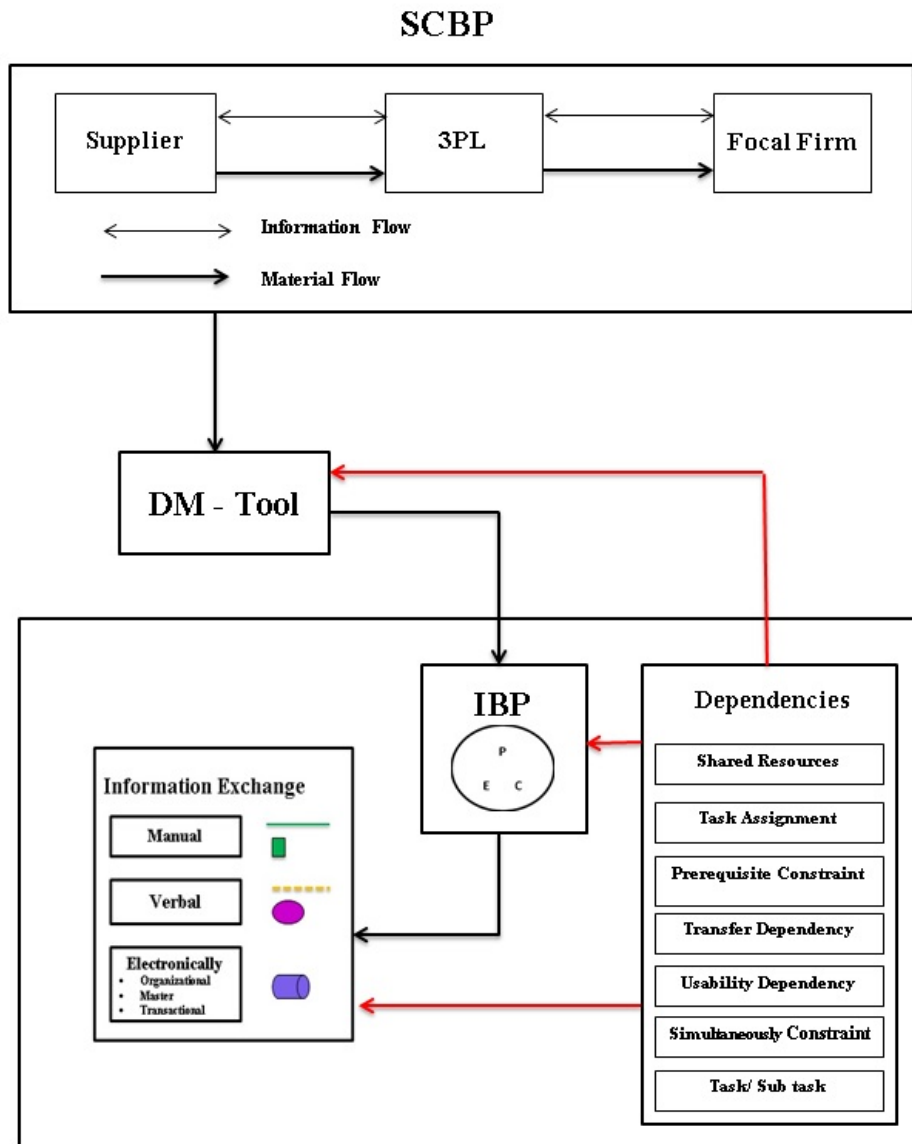 SCBP
Supplier
3PL
Focal Firm
Information Flow
Material Flow
DM - Tool
IBP
P
E C
Dependencies
Shared Resources
Task Assignment
Prerequisite Constraint
Transfer Dependency
Usability Dependency
Simultaneously Constraint
Task/ Sub task
Information Exchange
Manual
Verbal
Electronically
• Organizational
• Master
• Transactional